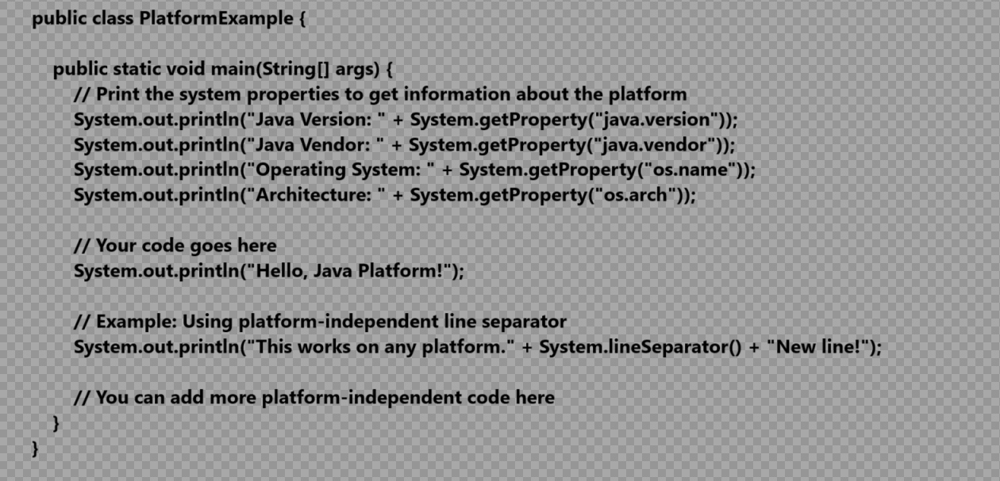 public class PlatformExample {
public static void main(String[] args) {
// Print the system properties to get information about the platform
System.out.println("Java Version: " + System.getProperty("java.version"));
System.out.println("Java Vendor: " + System.getProperty("java.vendor"));
System.out.println("Operating System: " + System.getProperty("os.name"));
System.out.println("Architecture: " + System.getProperty("os.arch"));
// Your code goes here
System.out.println("Hello, Java Platform!");
// Example: Using platform-independent line separator
System.out.println("This works on any platform." + System.lineSeparator() + "New line!");
// You can add more platform-independent code here
}
}